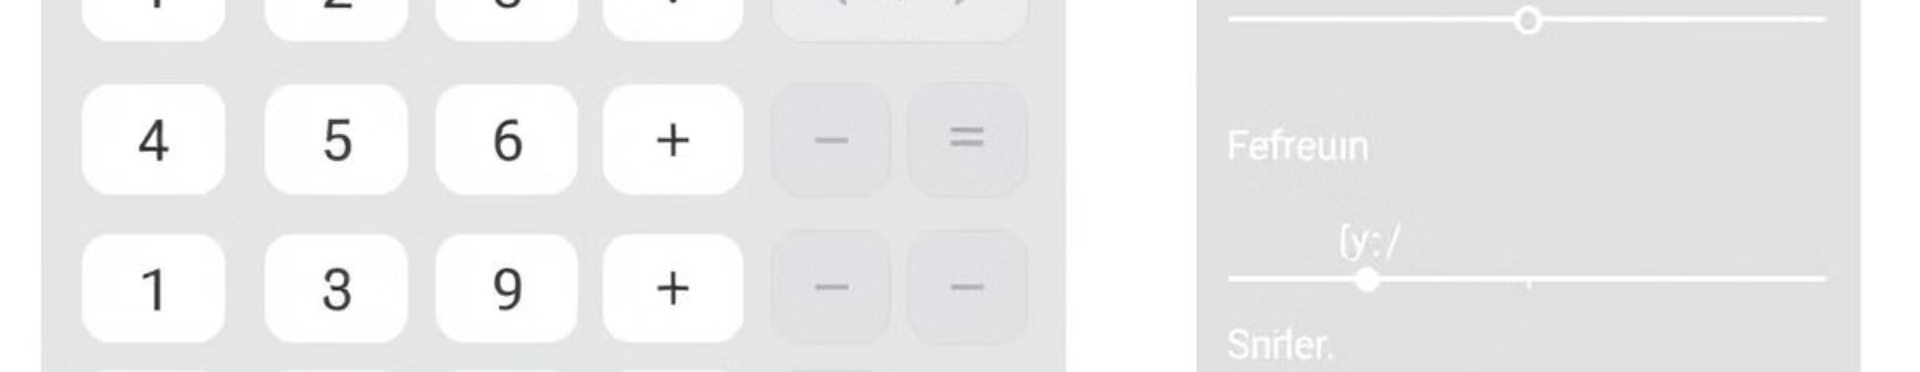 4 5 6 + − =
1 3 9 + − −
Fefreuin
(y:/
Snrler.